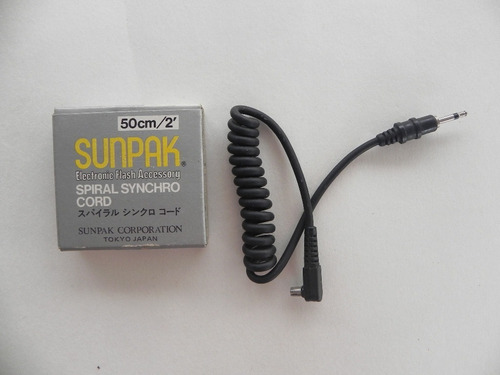 50cm/2'
SUNPAK®
Electronic Flash Accessory
SPIRAL SYNCHRO
CORD
スパイラル シンクロ コード
SUNPAK CORPORATION
TOKYO JAPAN